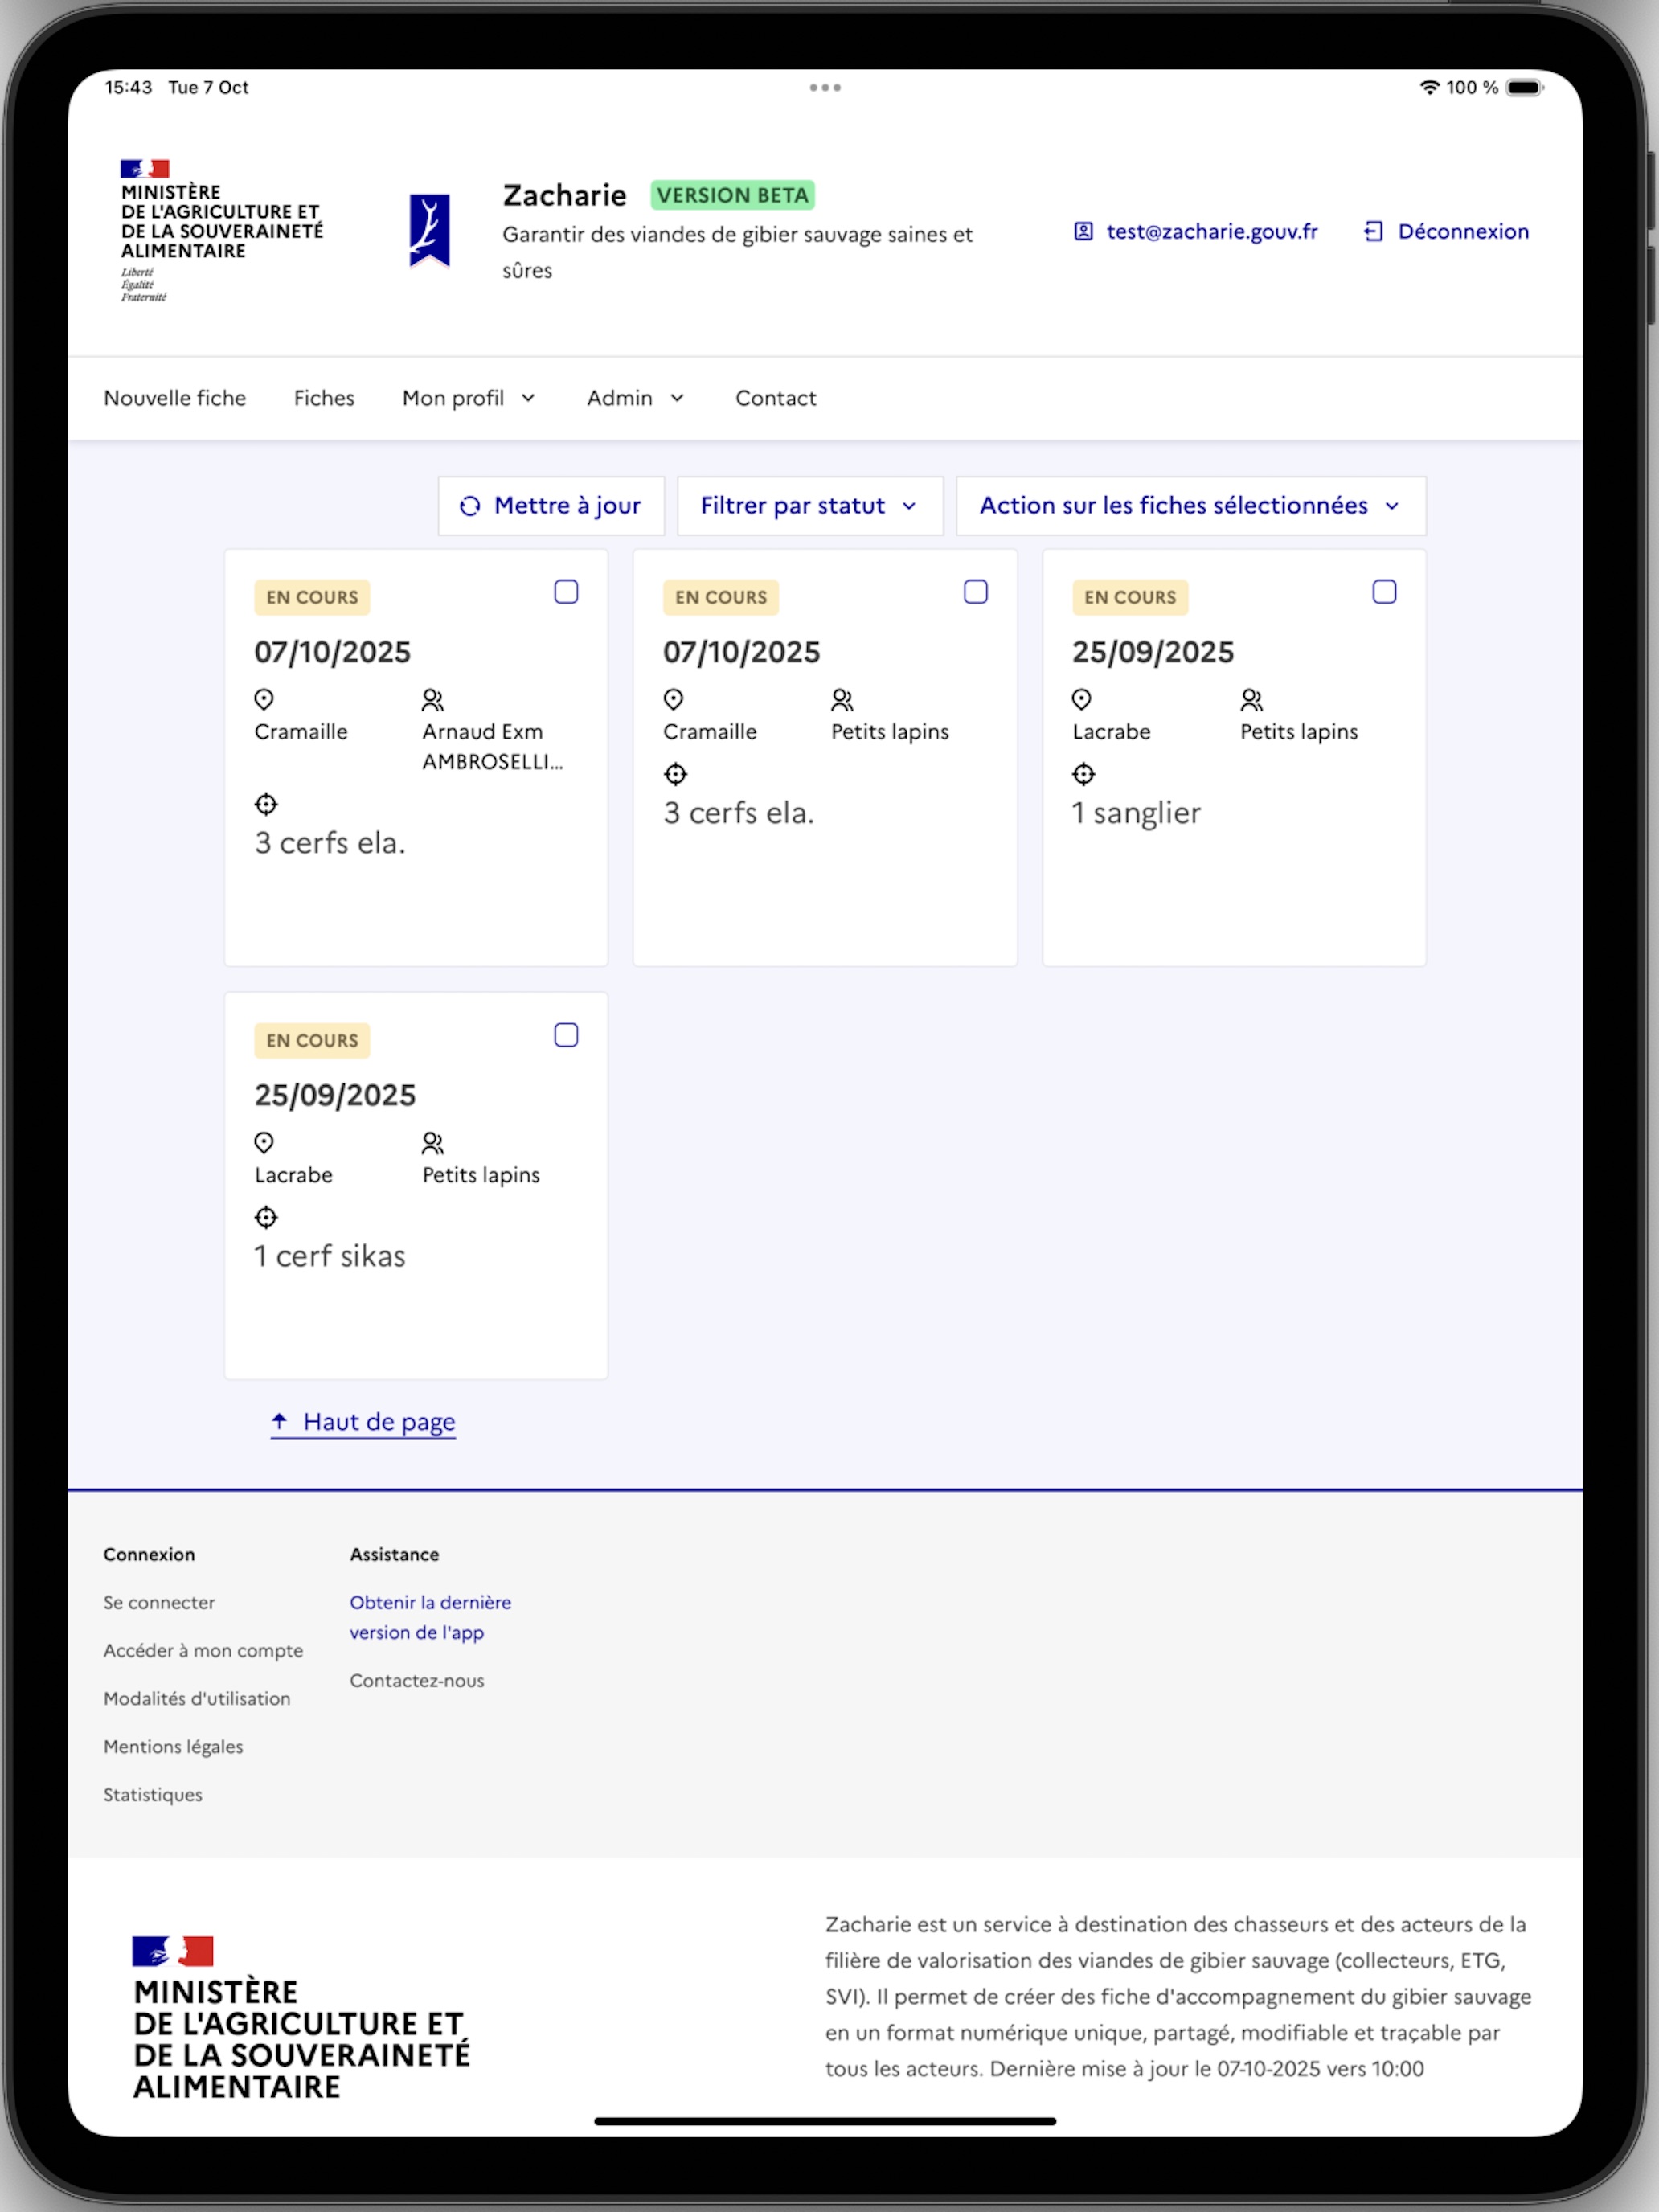 15:43 Tue 7 Oct
100 %
MINISTÈRE
DE L'AGRICULTURE ET
DE LA SOUVERAINETÉ
ALIMENTAIRE
Liberté
Égalité
Fraternité
Zacharie VERSION BETA
Garantir des viandes de gibier sauvage saines et
sûres
test@zacharie.gouv.fr Déconnexion
Nouvelle fiche Fiches Mon profil Admin Contact
Mettre à jour Filtrer par statut Action sur les fiches sélectionnées
EN COURS
07/10/2025
Cramaille
Arnaud Exm
AMBROSELLI...
3 cerfs ela.
EN COURS
07/10/2025
Cramaille
Petits lapins
3 cerfs ela.
EN COURS
25/09/2025
Lacrabe
Petits lapins
1 sanglier
EN COURS
25/09/2025
Lacrabe
Petits lapins
1 cerf sikas
Haut de page
Connexion
Se connecter
Accéder à mon compte
Modalités d'utilisation
Mentions légales
Statistiques
Assistance
Obtenir la dernière
version de l'app
Contactez-nous
MINISTÈRE
DE L'AGRICULTURE ET
DE LA SOUVERAINETÉ
ALIMENTAIRE
Zacharie est un service à destination des chasseurs et des acteurs de la
filière de valorisation des viandes de gibier sauvage (collecteurs, ETG,
SVI). Il permet de créer des fiche d'accompagnement du gibier sauvage
en un format numérique unique, partagé, modifiable et traçable par
tous les acteurs. Dernière mise à jour le 07-10-2025 vers 10:00